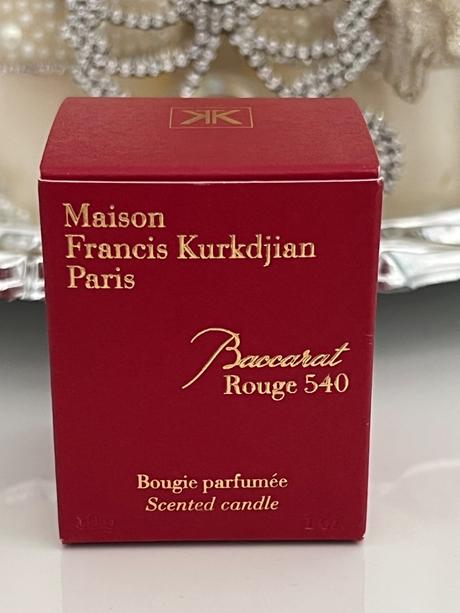 Maison
Francis Kurkdjian
Paris
Baccarat
Rouge 540
Bougie parfumée
Scented candle